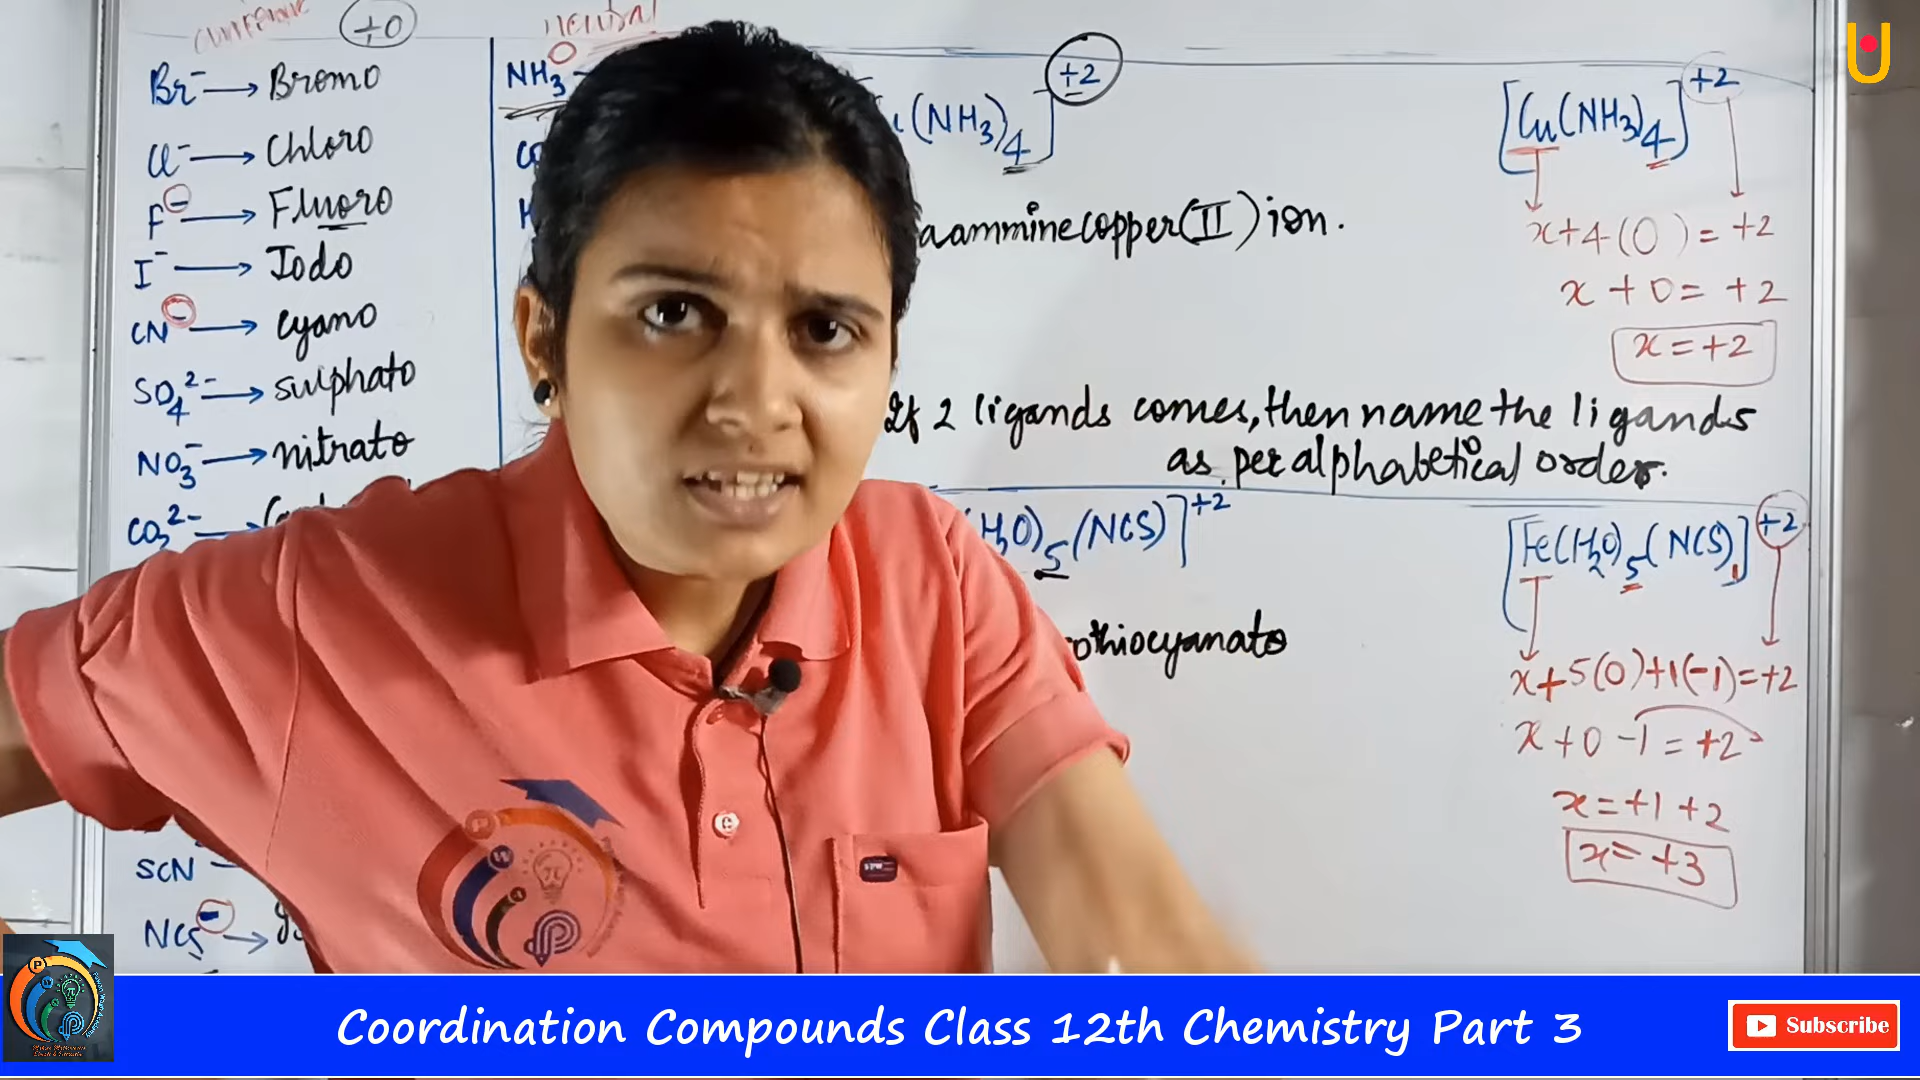 +0
Neutral
Br⁻ → Bromo
Cl⁻ → Chloro
F⁻ → Fluoro
I⁻ → Iodo
CN⁻ → cyano
SO₄²⁻ → sulphato
NO₃⁻ → nitrato
CO₃²⁻ →
SCN
NCS⁻ →
NH₃
(NH₃)₄]+2
aamminecopper(II) ion.
[Cu(NH₃)₄]+2
x+4(0)=+2
x+0=+2
x=+2
If 2 ligands comes, then name the ligands
as per alphabetical order.
H₂O)₅(NCS)]+2
othiocyanato
[Fe(H₂O)₅(NCS)₁]+2
x+5(0)+1(-1)=+2
x+0-1=+2
x=+1+2
x=+3
Coordination Compounds Class 12th Chemistry Part 3
Subscribe